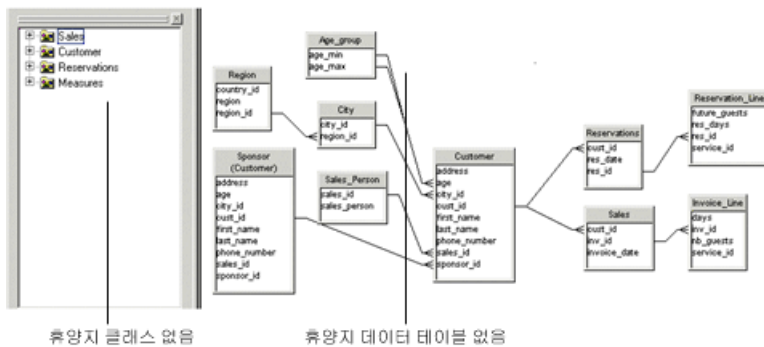 Sales
Customer
Reservations
Measures
Age_group
age_min
age_max
Region
country_id
region
region_id
City
city_id
region_id
Sponsor
(Customer)
address
age
city_id
cust_id
first_name
last_name
phone_number
sales_id
sponsor_id
Sales_Person
sales_id
sales_person
Customer
address
age
city_id
cust_id
first_name
last_name
phone_number
sales_id
sponsor_id
Reservations
cust_id
res_date
res_id
Reservation_Line
future_guests
res_days
res_id
service_id
Sales
cust_id
inv_id
invoice_date
Invoice_Line
days
inv_id
nb_guests
service_id
휴양지 클래스 없음
휴양지 데이터 테이블 없음